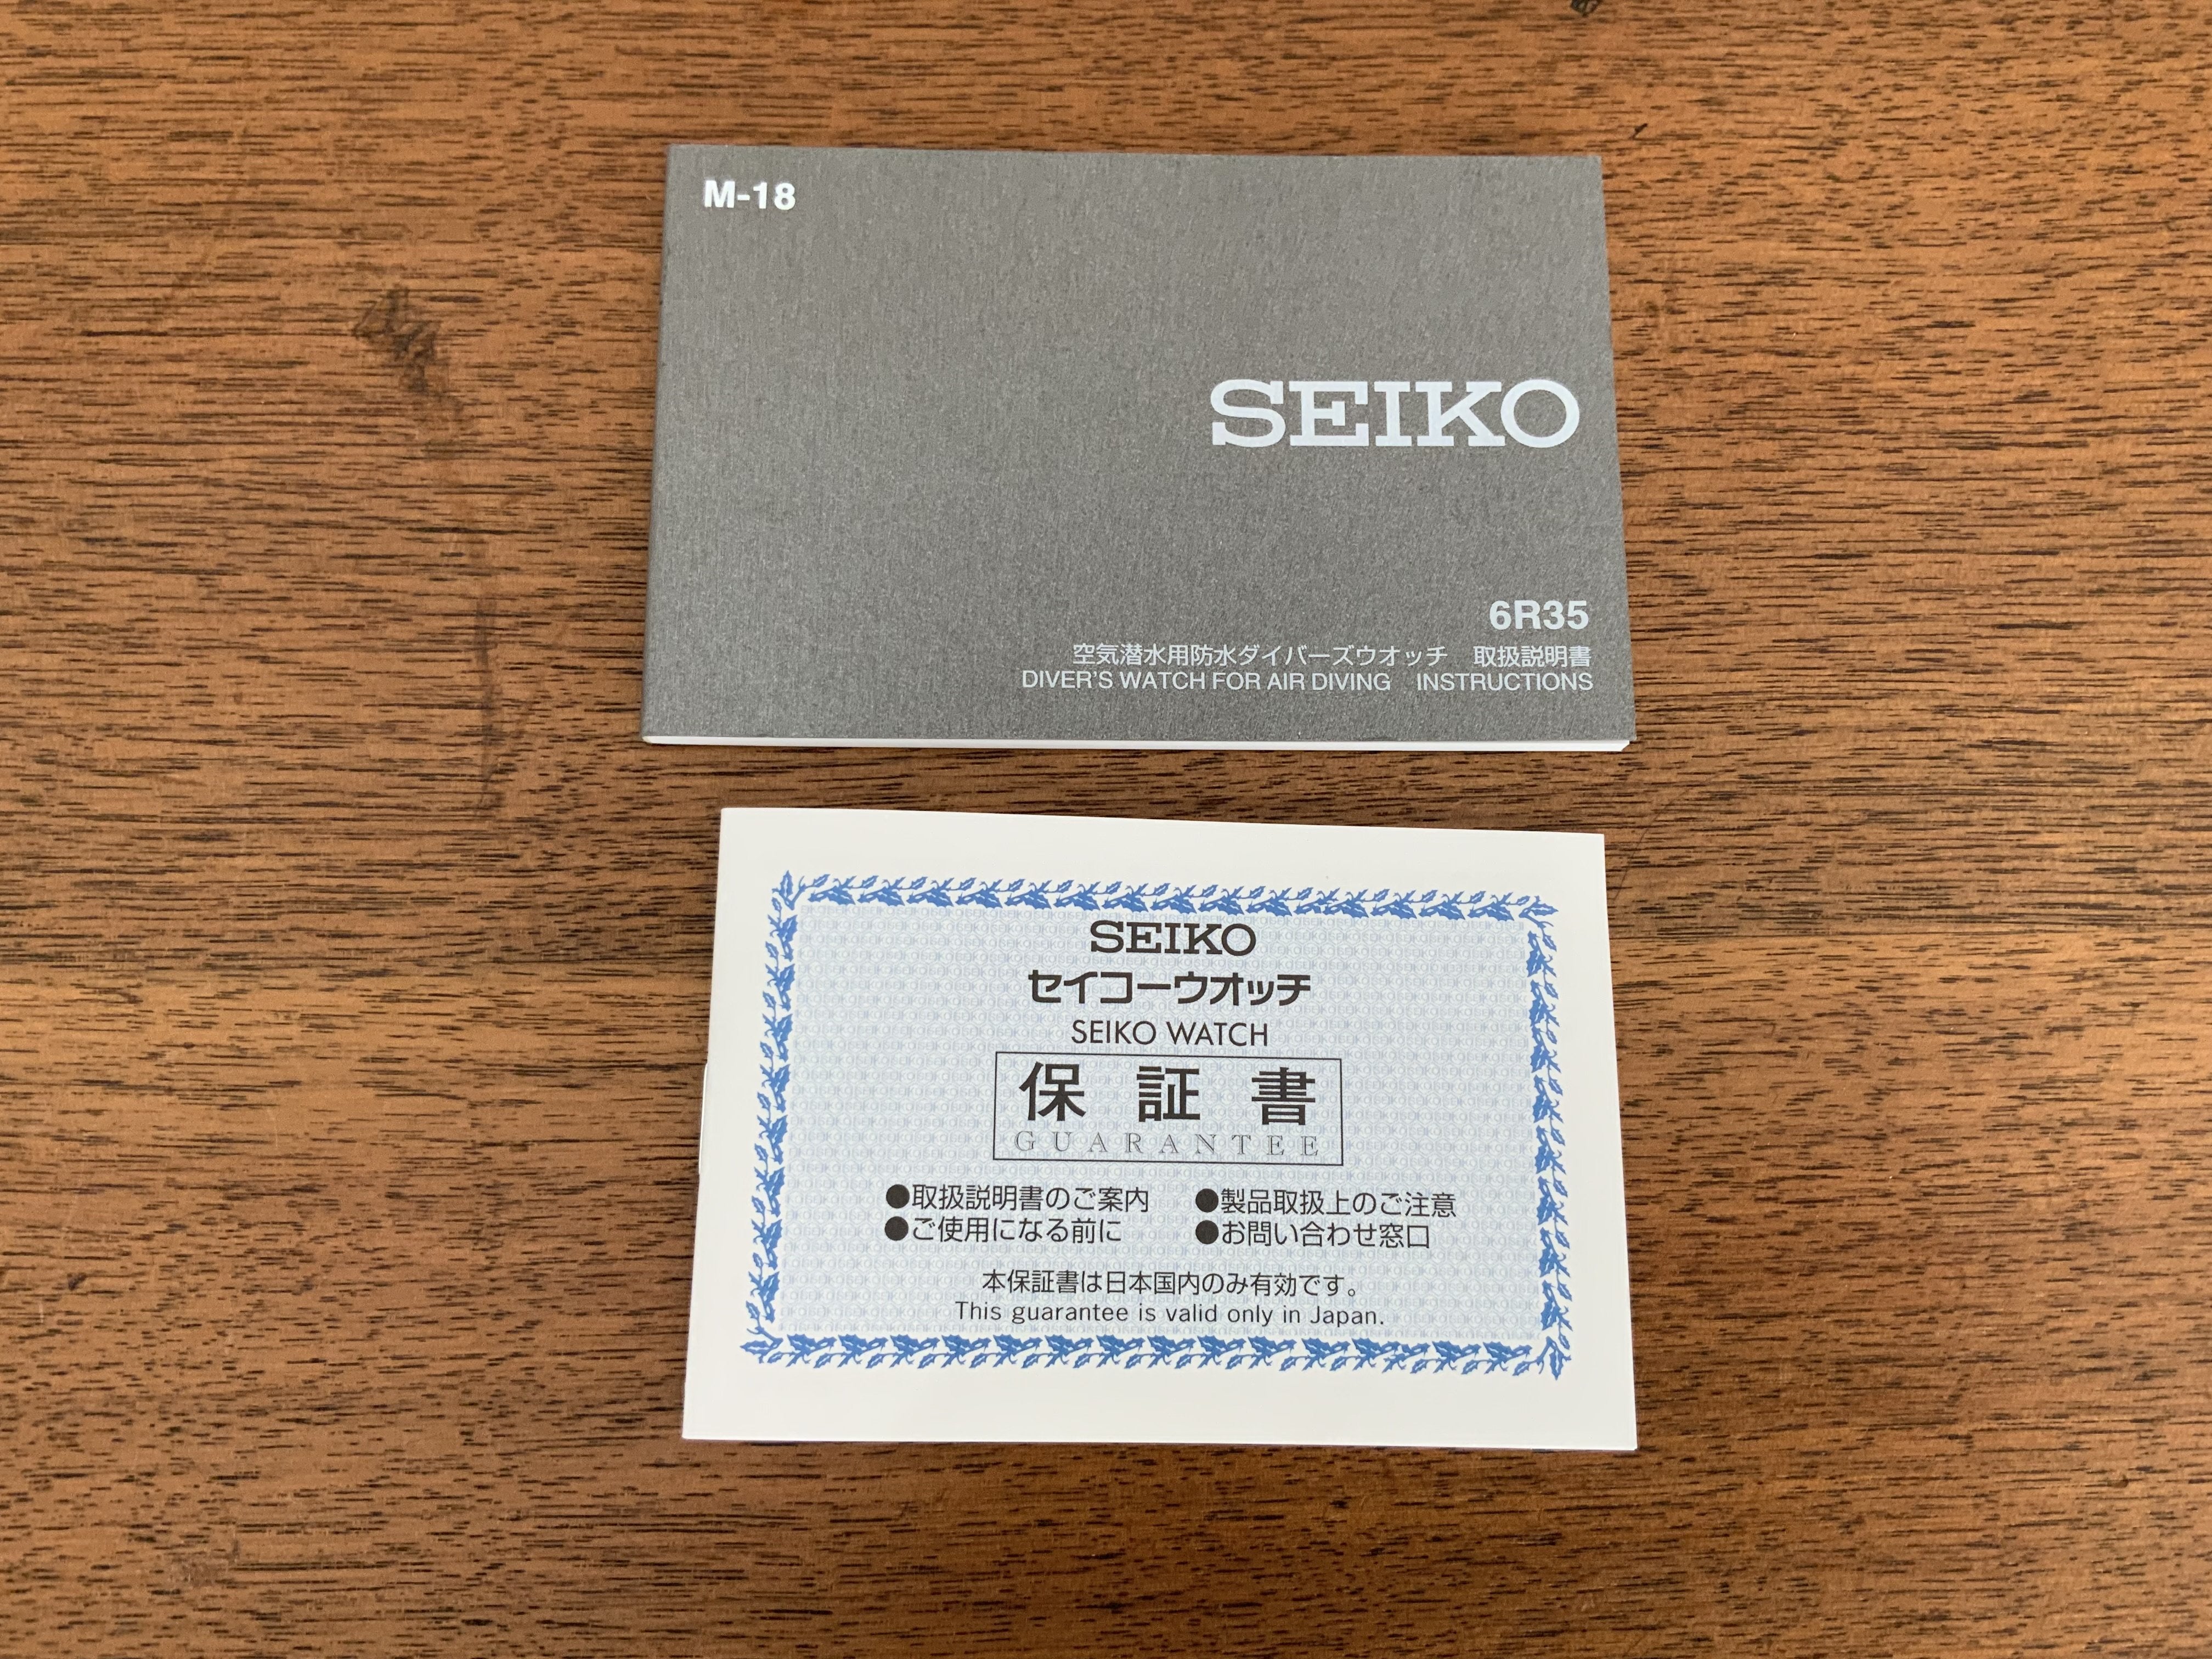 M-18
SEIKO
6R35
空気潜水用防水ダイバーズウオッチ　取扱説明書
DIVER'S WATCH FOR AIR DIVING　INSTRUCTIONS
SEIKO
セイコーウオッチ
SEIKO WATCH
保証書
GUARANTEE
●取扱説明書のご案内　●製品取扱上のご注意
●ご使用になる前に　●お問い合わせ窓口
本保証書は日本国内のみ有効です。
This guarantee is valid only in Japan.